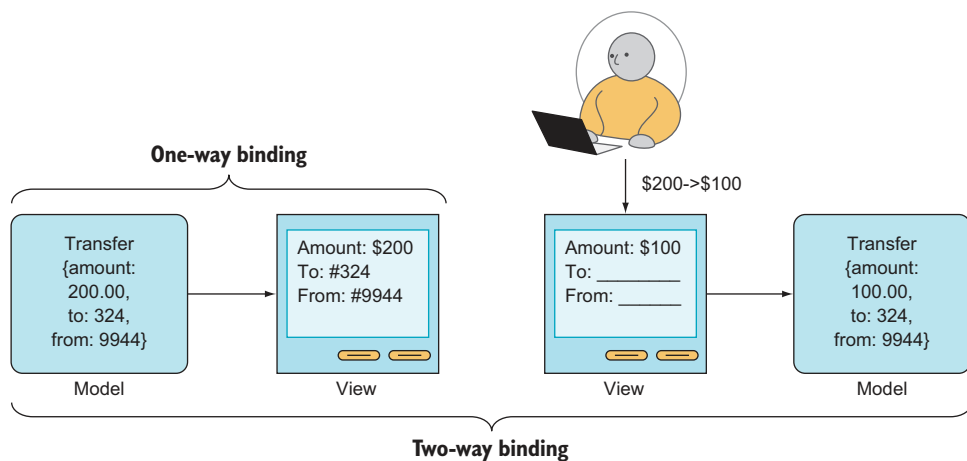 One-way binding
$200->$100
Transfer
{amount:
200.00,
to: 324,
from: 9944}
Model
Amount: $200
To: #324
From: #9944
View
Amount: $100
To: ________
From: ______
View
Transfer
{amount:
100.00,
to: 324,
from: 9944}
Model
Two-way binding